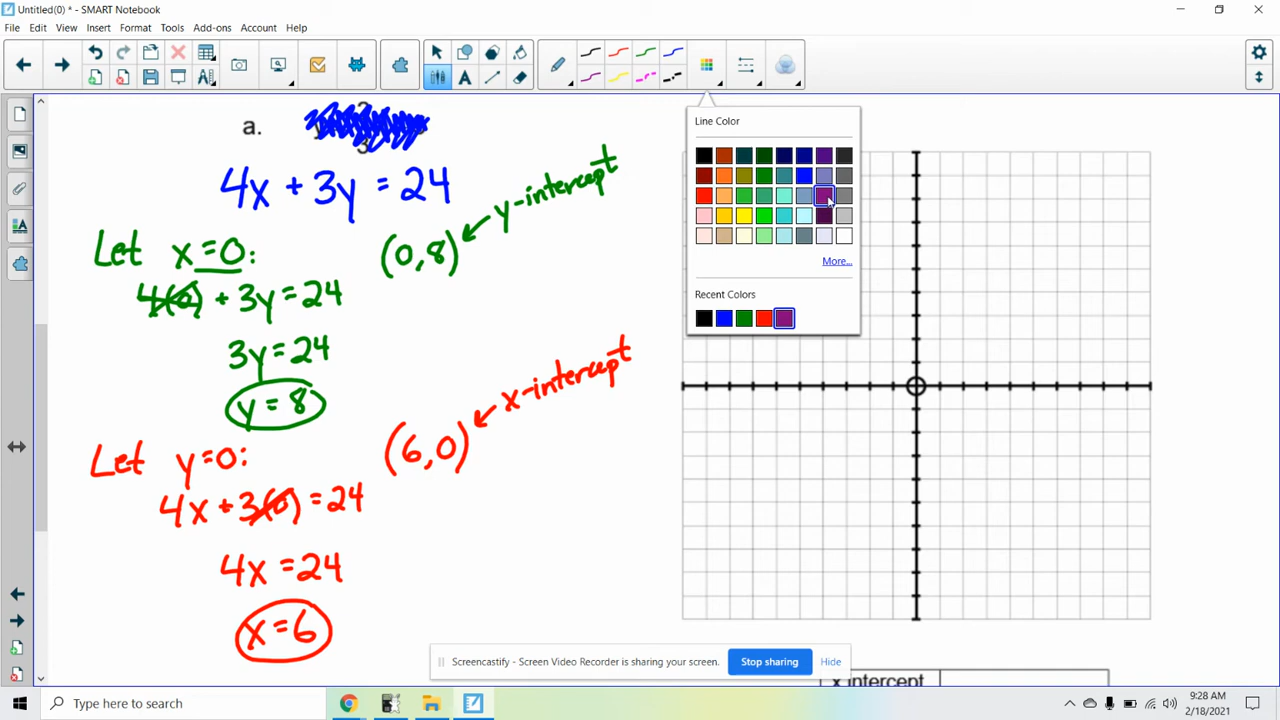 Untitled(0) * - SMART Notebook
File Edit View Insert Format Tools Add-ons Account Help
Line Color
More...
Recent Colors
a.
3
4x + 3y = 24
Let x = 0:
4(0) + 3y = 24
3y = 24
y = 8
(0,8)
y-intercept
Let y=0:
4x + 3(0) = 24
4x = 24
x = 6
(6,0)
x-intercept
x intercept
Screencastify - Screen Video Recorder is sharing your screen.
Stop sharing
Hide
Type here to search
9:28 AM
2/18/2021